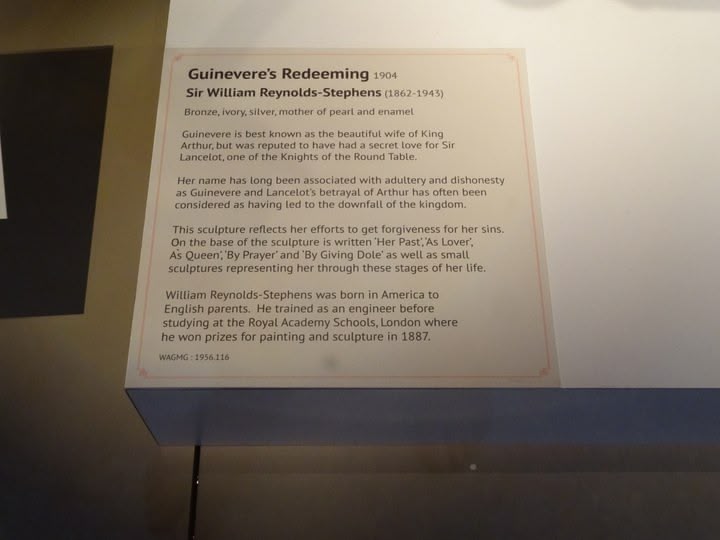 Guinevere's Redeeming 1904
Sir William Reynolds-Stephens (1862-1943)
Bronze, ivory, silver, mother of pearl and enamel
Guinevere is best known as the beautiful wife of King
Arthur, but was reputed to have had a secret love for Sir
Lancelot, one of the Knights of the Round Table.
Her name has long been associated with adultery and dishonesty
as Guinevere and Lancelot's betrayal of Arthur has often been
considered as having led to the downfall of the kingdom.
This sculpture reflects her efforts to get forgiveness for her sins.
On the base of the sculpture is written 'Her Past', 'As Lover',
'As Queen', 'By Prayer' and 'By Giving Dole' as well as small
sculptures representing her through these stages of her life.
William Reynolds-Stephens was born in America to
English parents. He trained as an engineer before
studying at the Royal Academy Schools, London where
he won prizes for painting and sculpture in 1887.
WAGMG : 1956.116